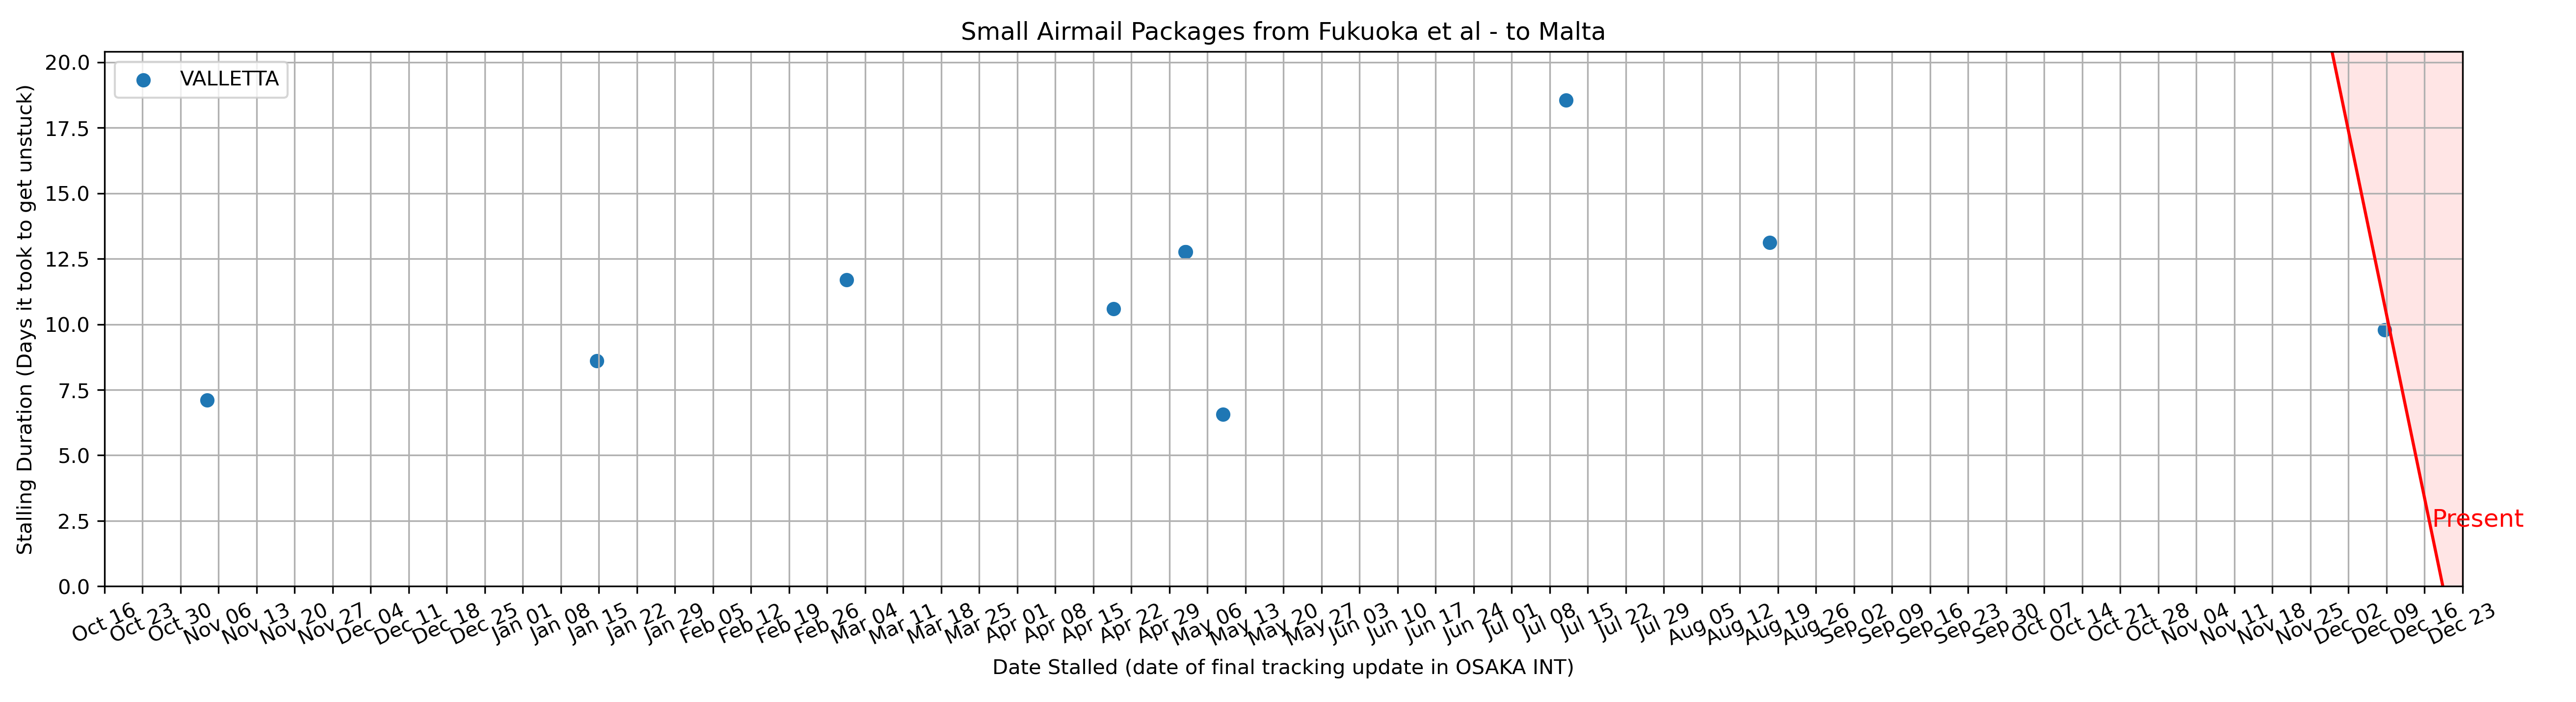 Small Airmail Packages from Fukuoka et al - to Malta
VALLETTA
Stalling Duration (Days it took to get unstuck)
20.0
17.5
15.0
12.5
10.0
7.5
5.0
2.5
0.0
Present
Oct 16 Oct 23 Oct 30 Nov 06 Nov 13 Nov 20 Nov 27 Dec 04 Dec 11 Dec 18 Dec 25 Jan 01 Jan 08 Jan 15 Jan 22 Jan 29 Feb 05 Feb 12 Feb 19 Feb 26 Mar 04 Mar 11 Mar 18 Mar 25 Apr 01 Apr 08 Apr 15 Apr 22 Apr 29 May 06 May 13 May 20 May 27 Jun 03 Jun 10 Jun 17 Jun 24 Jul 01 Jul 08 Jul 15 Jul 22 Jul 29 Aug 05 Aug 12 Aug 19 Aug 26 Sep 02 Sep 09 Sep 16 Sep 23 Sep 30 Oct 07 Oct 14 Oct 21 Oct 28 Nov 04 Nov 11 Nov 18 Nov 25 Dec 02 Dec 09 Dec 16 Dec 23
Date Stalled (date of final tracking update in OSAKA INT)